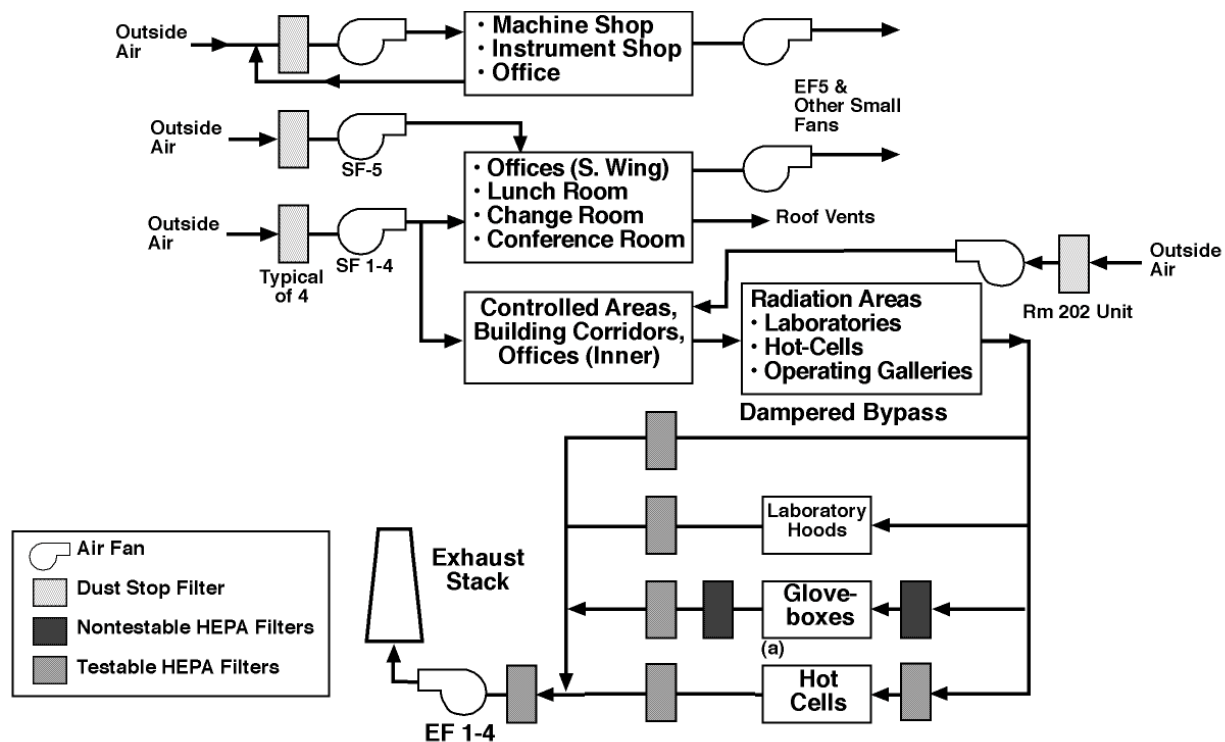 Outside
Air
· Machine Shop
· Instrument Shop
· Office
EF5 &
Other Small
Fans
Outside
Air
SF-5
· Offices (S. Wing)
· Lunch Room
· Change Room
· Conference Room
Roof Vents
Outside
Air
Typical
of 4
SF 1-4
Outside
Air
Rm 202 Unit
Controlled Areas,
Building Corridors,
Offices (Inner)
Radiation Areas
· Laboratories
· Hot-Cells
· Operating Galleries
Dampered Bypass
Laboratory
Hoods
Glove-
boxes
(a)
Hot
Cells
Exhaust
Stack
EF 1-4
Air Fan
Dust Stop Filter
Nontestable HEPA Filters
Testable HEPA Filters